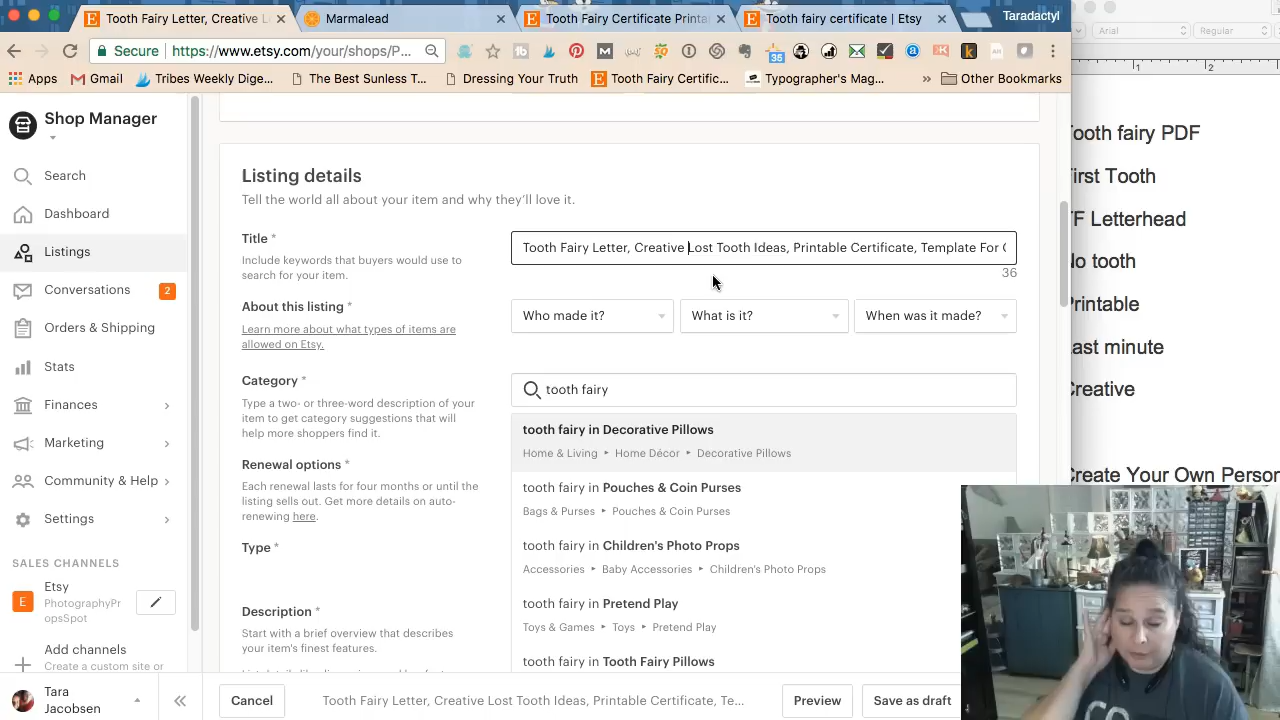 Tooth Fairy Letter, Creative L
Marmalead
Tooth Fairy Certificate Printa
Tooth fairy certificate | Etsy
Taradactyl
Secure
https://www.etsy.com/your/shops/P...
35
Apps
Gmail
Tribes Weekly Dige...
The Best Sunless T...
Dressing Your Truth
Tooth Fairy Certific...
Typographer's Mag...
»
Other Bookmarks
Arial
Regular
1
2
Shop Manager
Search
Dashboard
Listings
Conversations
2
Orders & Shipping
Stats
Finances
Marketing
Community & Help
Settings
SALES CHANNELS
Etsy
PhotographyPr
opsSpot
Add channels
Create a custom site or
Tara
Jacobsen
Listing details
Tell the world all about your item and why they'll love it.
Title *
Include keywords that buyers would use to
search for your item.
Tooth Fairy Letter, Creative Lost Tooth Ideas, Printable Certificate, Template For
36
About this listing *
Learn more about what types of items are
allowed on Etsy.
Who made it?
What is it?
When was it made?
Category *
Type a two- or three-word description of your
item to get category suggestions that will
help more shoppers find it.
tooth fairy
tooth fairy in Decorative Pillows
Home & Living ▸ Home Décor ▸ Decorative Pillows
tooth fairy in Pouches & Coin Purses
Bags & Purses ▸ Pouches & Coin Purses
tooth fairy in Children's Photo Props
Accessories ▸ Baby Accessories ▸ Children's Photo Props
tooth fairy in Pretend Play
Toys & Games ▸ Toys ▸ Pretend Play
tooth fairy in Tooth Fairy Pillows
Renewal options *
Each renewal lasts for four months or until the
listing sells out. Get more details on auto-
renewing here.
Type *
Description *
Start with a brief overview that describes
your item's finest features.
Cancel
Tooth Fairy Letter, Creative Lost Tooth Ideas, Printable Certificate, Te...
Preview
Save as draft
Tooth fairy PDF
First Tooth
TF Letterhead
No tooth
Printable
Last minute
Creative
Create Your Own Person